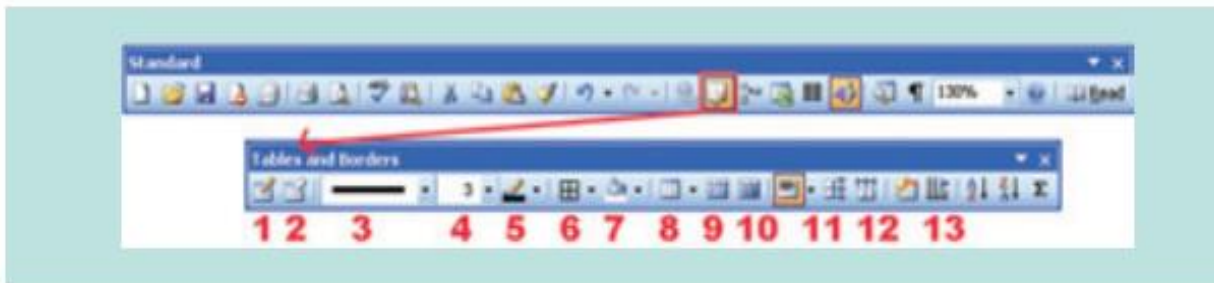 Standard
130% Read
Tables and Borders
3
1 2 3 4 5 6 7 8 9 10 11 12 13